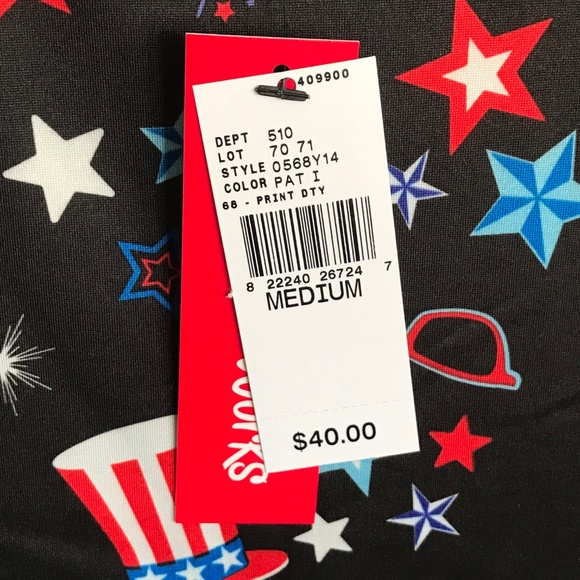 409900
DEPT 510
LOT 70 71
STYLE 0568Y14
COLOR PAT I
68 - PRINT DTY
8 22240 26724 7
MEDIUM
$40.00